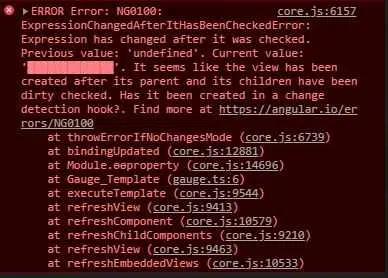 ▶ERROR Error: NG0100: core.js:6157
ExpressionChangedAfterItHasBeenCheckedError:
Expression has changed after it was checked.
Previous value: 'undefined'. Current value:
'█████████████'. It seems like the view has been
created after its parent and its children have been
dirty checked. Has it been created in a change
detection hook?. Find more at https://angular.io/er
rors/NG0100
at throwErrorIfNoChangesMode (core.js:6739)
at bindingUpdated (core.js:12881)
at Module.ɵɵproperty (core.js:14696)
at Gauge_Template (gauge.ts:6)
at executeTemplate (core.js:9544)
at refreshView (core.js:9413)
at refreshComponent (core.js:10579)
at refreshChildComponents (core.js:9210)
at refreshView (core.js:9463)
at refreshEmbeddedViews (core.js:10533)